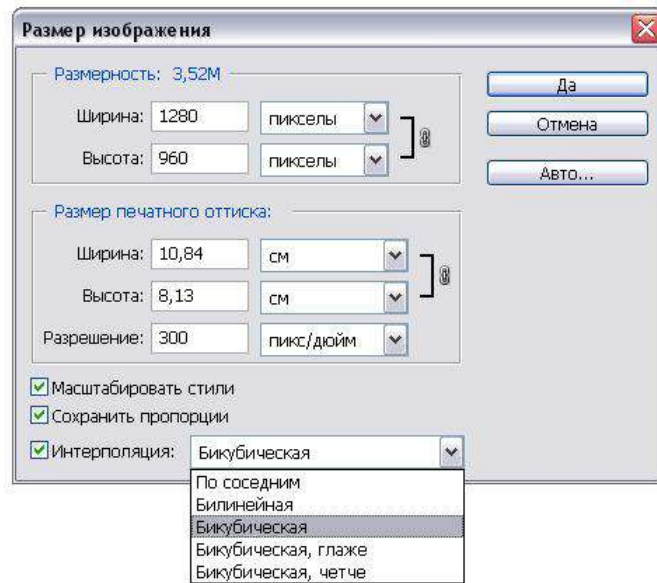 Размер изображения
Размерность: 3,52M
Ширина: 1280 пикселы
Высота: 960 пикселы
Да
Отмена
Авто...
Размер печатного оттиска:
Ширина: 10,84 см
Высота: 8,13 см
Разрешение: 300 пикс/дюйм
Масштабировать стили
Сохранить пропорции
Интерполяция: Бикубическая
По соседним
Билинейная
Бикубическая
Бикубическая, глаже
Бикубическая, четче